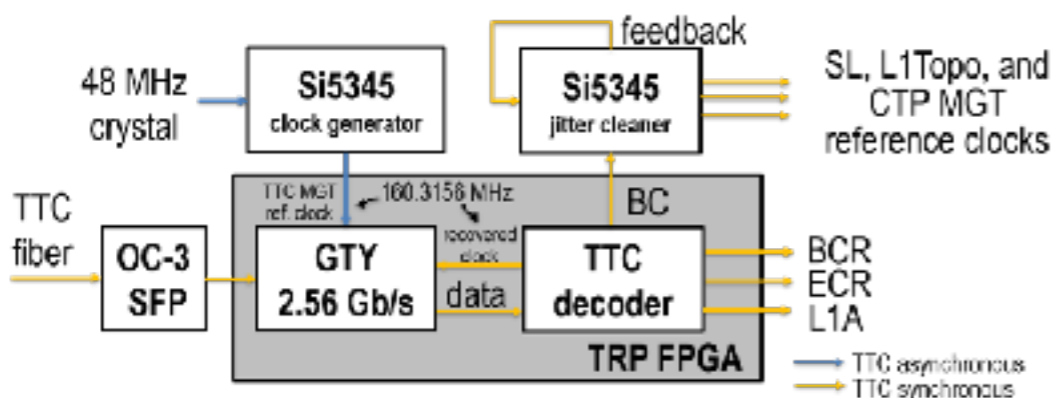 feedback
48 MHz
crystal
Si5345
clock generator
Si5345
jitter cleaner
SL, L1Topo, and
CTP MGT
reference clocks
TTC MGT
ref. clock
160.3156 MHz
BC
TTC
fiber
OC-3
SFP
GTY
2.56 Gb/s
recovered
clock
data
TTC
decoder
BCR
ECR
L1A
TRP FPGA
TTC asynchronous
TTC synchronous